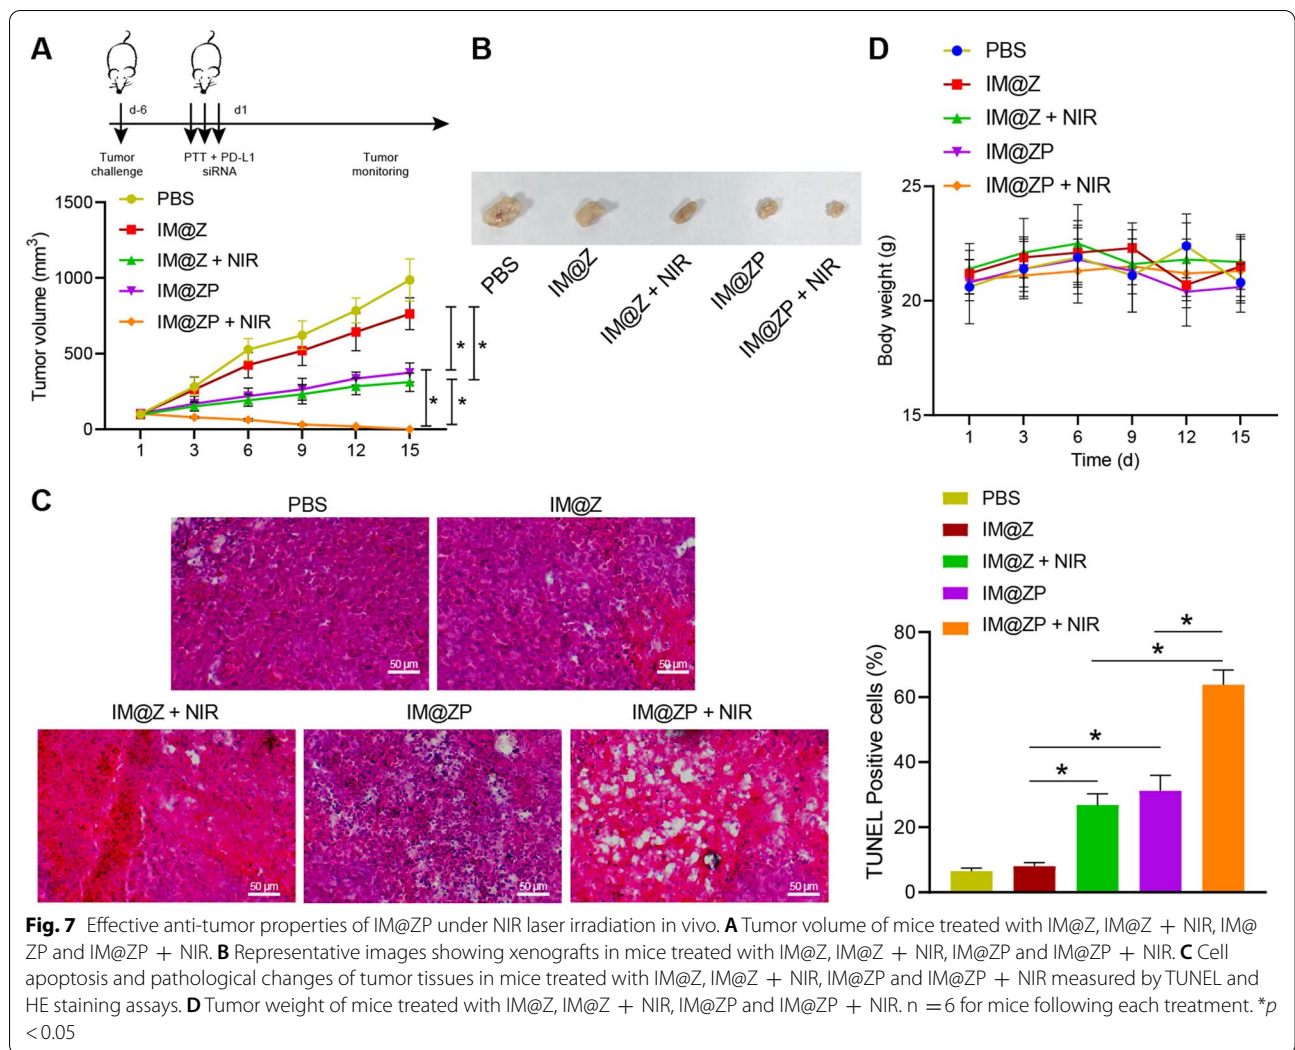 A
d-6
d1
Tumor
challenge
PTT + PD-L1
siRNA
Tumor
monitoring
Tumor volume (mm³)
1500
1000
500
0
PBS
IM@Z
IM@Z + NIR
IM@ZP
IM@ZP + NIR
*
*
*
*
1 3 6 9 12 15
B
PBS
IM@Z
IM@Z + NIR
IM@ZP
IM@ZP + NIR
D
PBS
IM@Z
IM@Z + NIR
IM@ZP
IM@ZP + NIR
Body weight (g)
25
20
15
1 3 6 9 12 15
Time (d)
C
PBS
50 µm
IM@Z
50 µm
IM@Z + NIR
50 µm
IM@ZP
50 µm
IM@ZP + NIR
50 µm
PBS
IM@Z
IM@Z + NIR
IM@ZP
IM@ZP + NIR
TUNEL Positive cells (%)
80
60
40
20
0
*
*
*
*
Fig. 7 Effective anti-tumor properties of IM@ZP under NIR laser irradiation in vivo. A Tumor volume of mice treated with IM@Z, IM@Z + NIR, IM@
ZP and IM@ZP + NIR. B Representative images showing xenografts in mice treated with IM@Z, IM@Z + NIR, IM@ZP and IM@ZP + NIR. C Cell
apoptosis and pathological changes of tumor tissues in mice treated with IM@Z, IM@Z + NIR, IM@ZP and IM@ZP + NIR measured by TUNEL and
HE staining assays. D Tumor weight of mice treated with IM@Z, IM@Z + NIR, IM@ZP and IM@ZP + NIR. n = 6 for mice following each treatment. *p
< 0.05